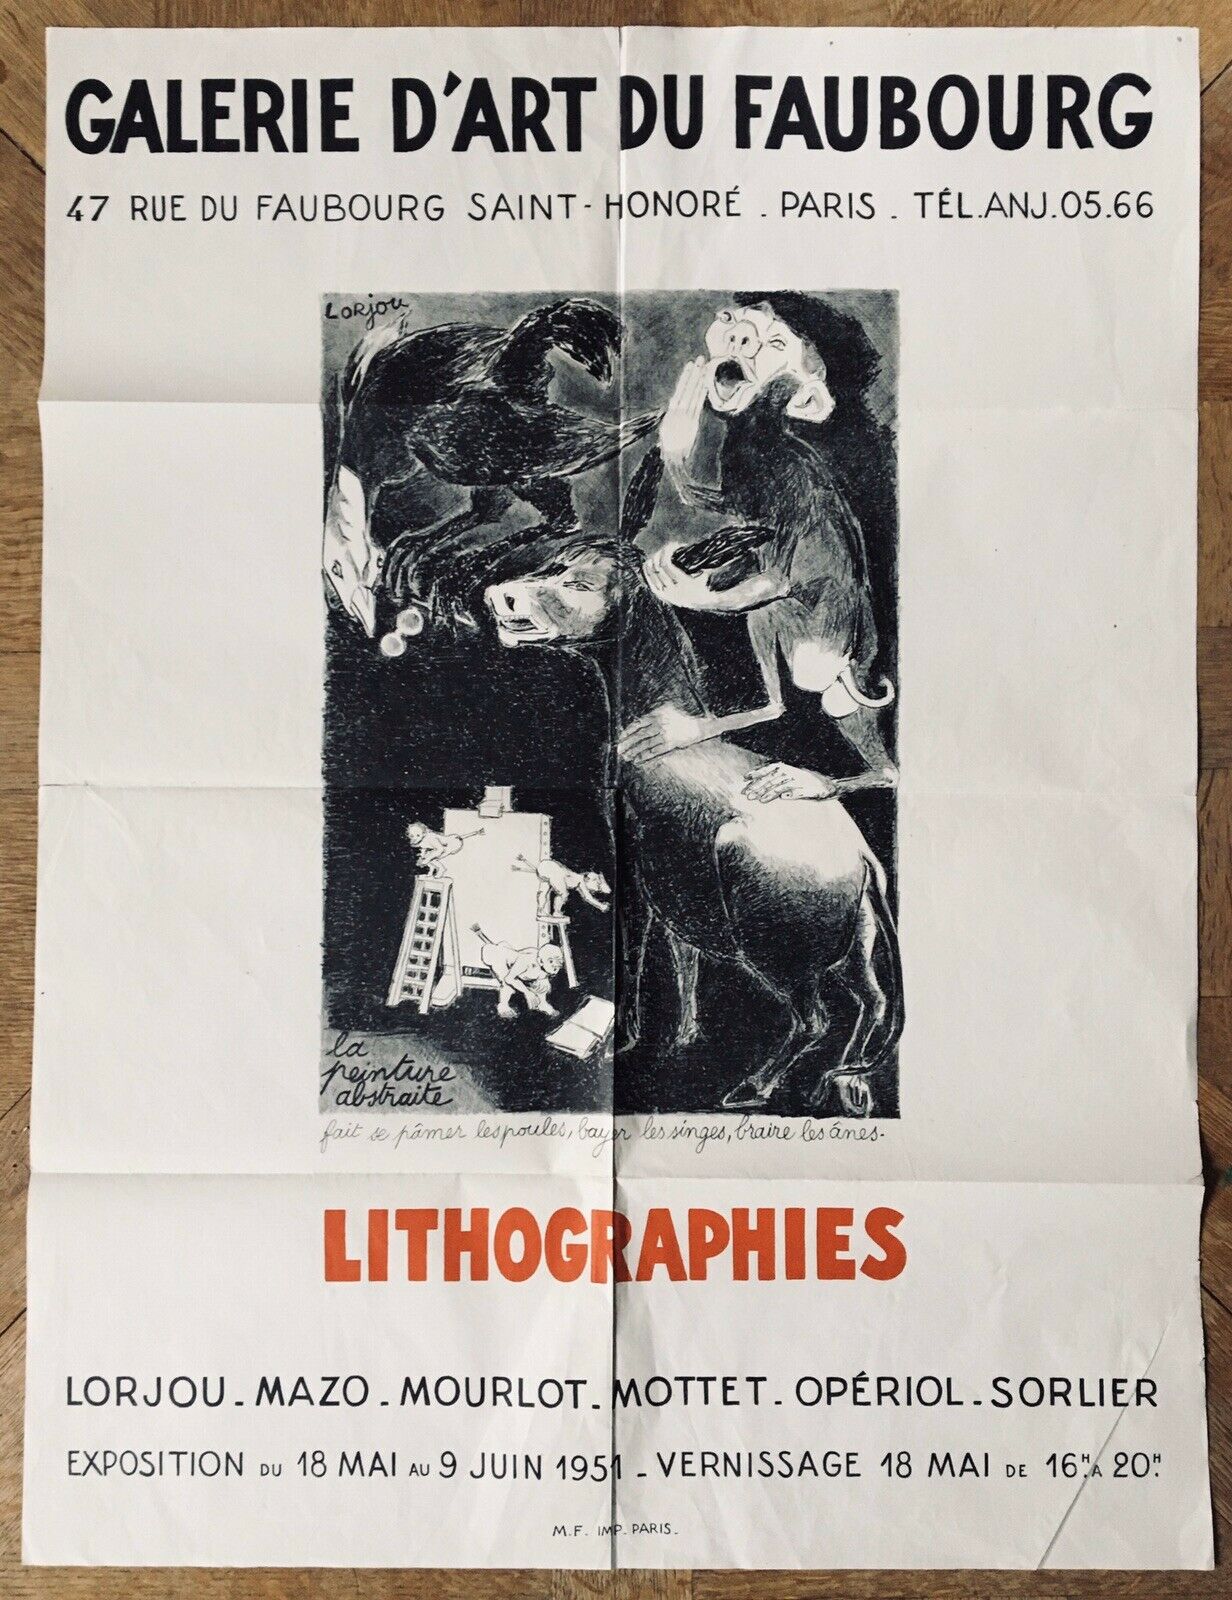 GALERIE D'ART DU FAUBOURG
47 RUE DU FAUBOURG SAINT-HONORÉ - PARIS - TÉL. ANJ. 05.66
LORJOU
la
peinture
abstraite
fait se pâmer les poules, bayer les singes, braire les ânes.
LITHOGRAPHIES
LORJOU - MAZO - MOURLOT - MOTTET - OPÉRIOL - SORLIER
EXPOSITION DU 18 MAI AU 9 JUIN 1951 - VERNISSAGE 18 MAI DE 16H. A 20H.
M.F. IMP. PARIS.